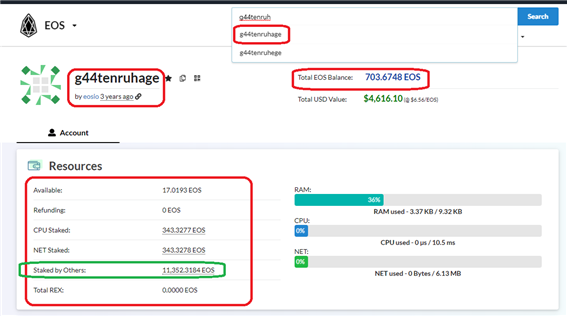 EOS
g44tenruh
Search
g44tenruhage
g44tenruhege
g44tenruhage
by eosio 3 years ago
Total EOS Balance: 703.6748 EOS
Total USD Value: $4,616.10 (@ $6.56/EOS)
Account
Resources
Available: 17.0193 EOS
Refunding: 0 EOS
CPU Staked: 343.3277 EOS
NET Staked: 343.3278 EOS
Staked by Others: 11,352.3184 EOS
Total REX: 0.0000 EOS
RAM:
36%
RAM used - 3.37 KB / 9.32 KB
CPU:
0%
CPU used - 0 µs / 10.5 ms
NET:
0%
NET used - 0 Bytes / 6.13 MB